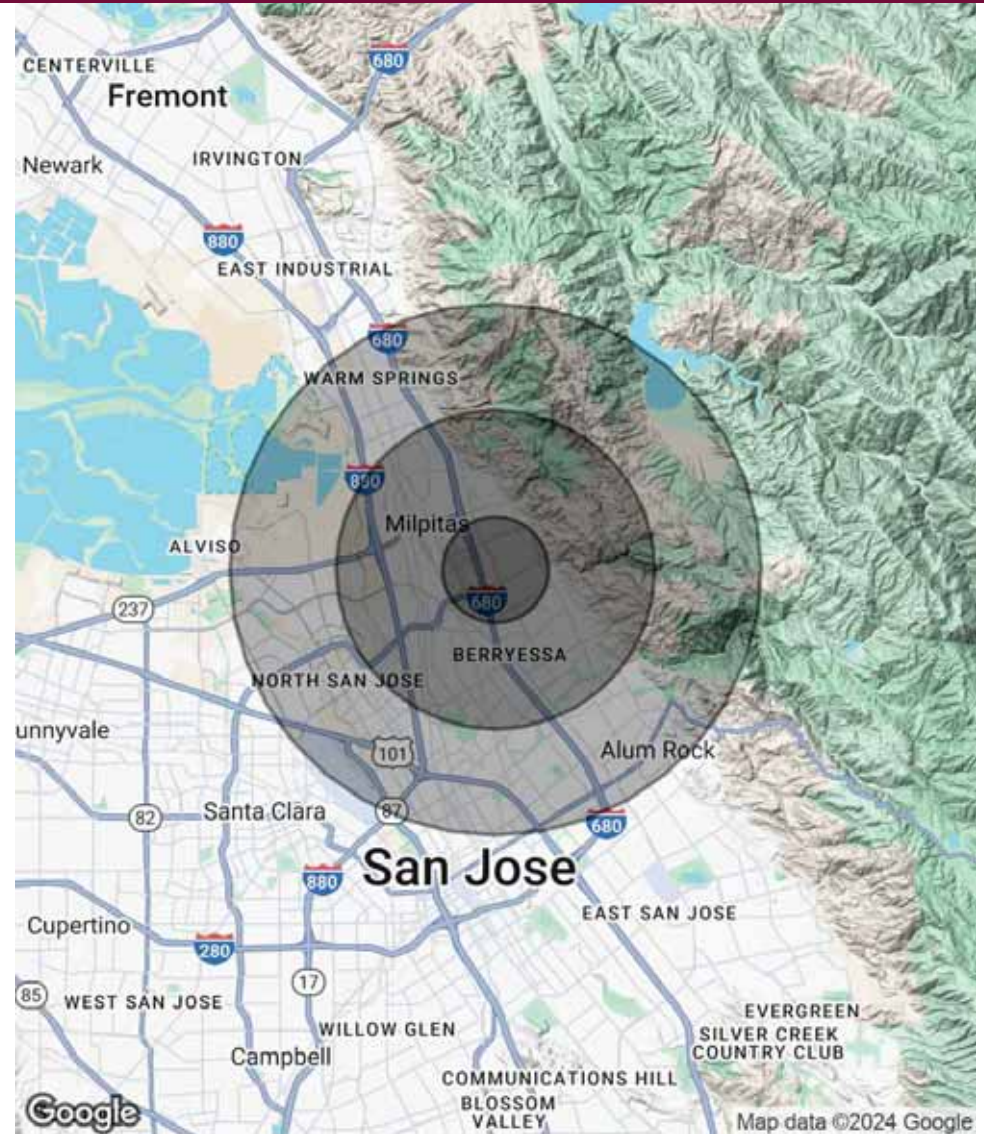 680
CENTERVILLE
Fremont
IRVINGTON
Newark
880
EAST INDUSTRIAL
680
WARM SPRINGS
880
Milpitas
ALVISO
237
680
BERRYESSA
NORTH SAN JOSE
unnyvale
101
Alum Rock
82
Santa Clara
87
680
San Jose
880
EAST SAN JOSE
Cupertino
280
17
85
WEST SAN JOSE
WILLOW GLEN
EVERGREEN
SILVER CREEK
COUNTRY CLUB
Campbell
COMMUNICATIONS HILL
BLOSSOM
VALLEY
Google
Map data ©2024 Google